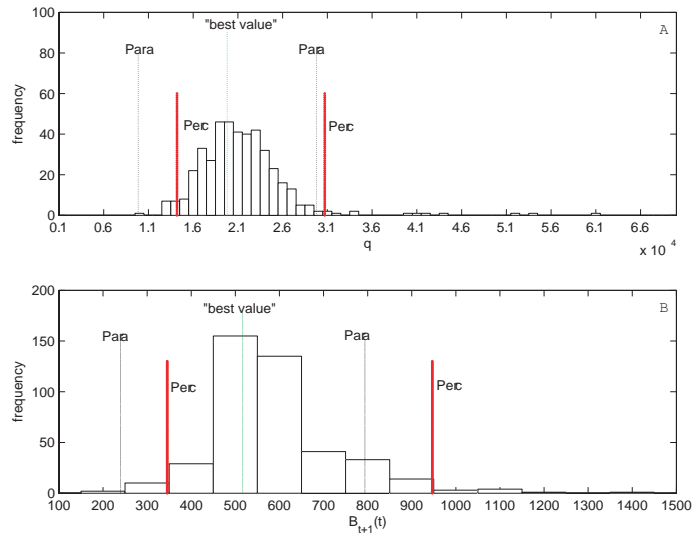 100
"best value"
A
80
Para
Para
60
Perc
Perc
40
20
0
frequency
0.1 0.6 1.1 1.6 2.1 2.6 3.1 3.6 4.1 4.6 5.1 5.6 6.1 6.6
q
x 10 4
200
"best value"
B
150
Para
Para
Perc
Perc
100
50
0
frequency
100 200 300 400 500 600 700 800 900 1000 1100 1200 1300 1400 1500
B t+1 (t)